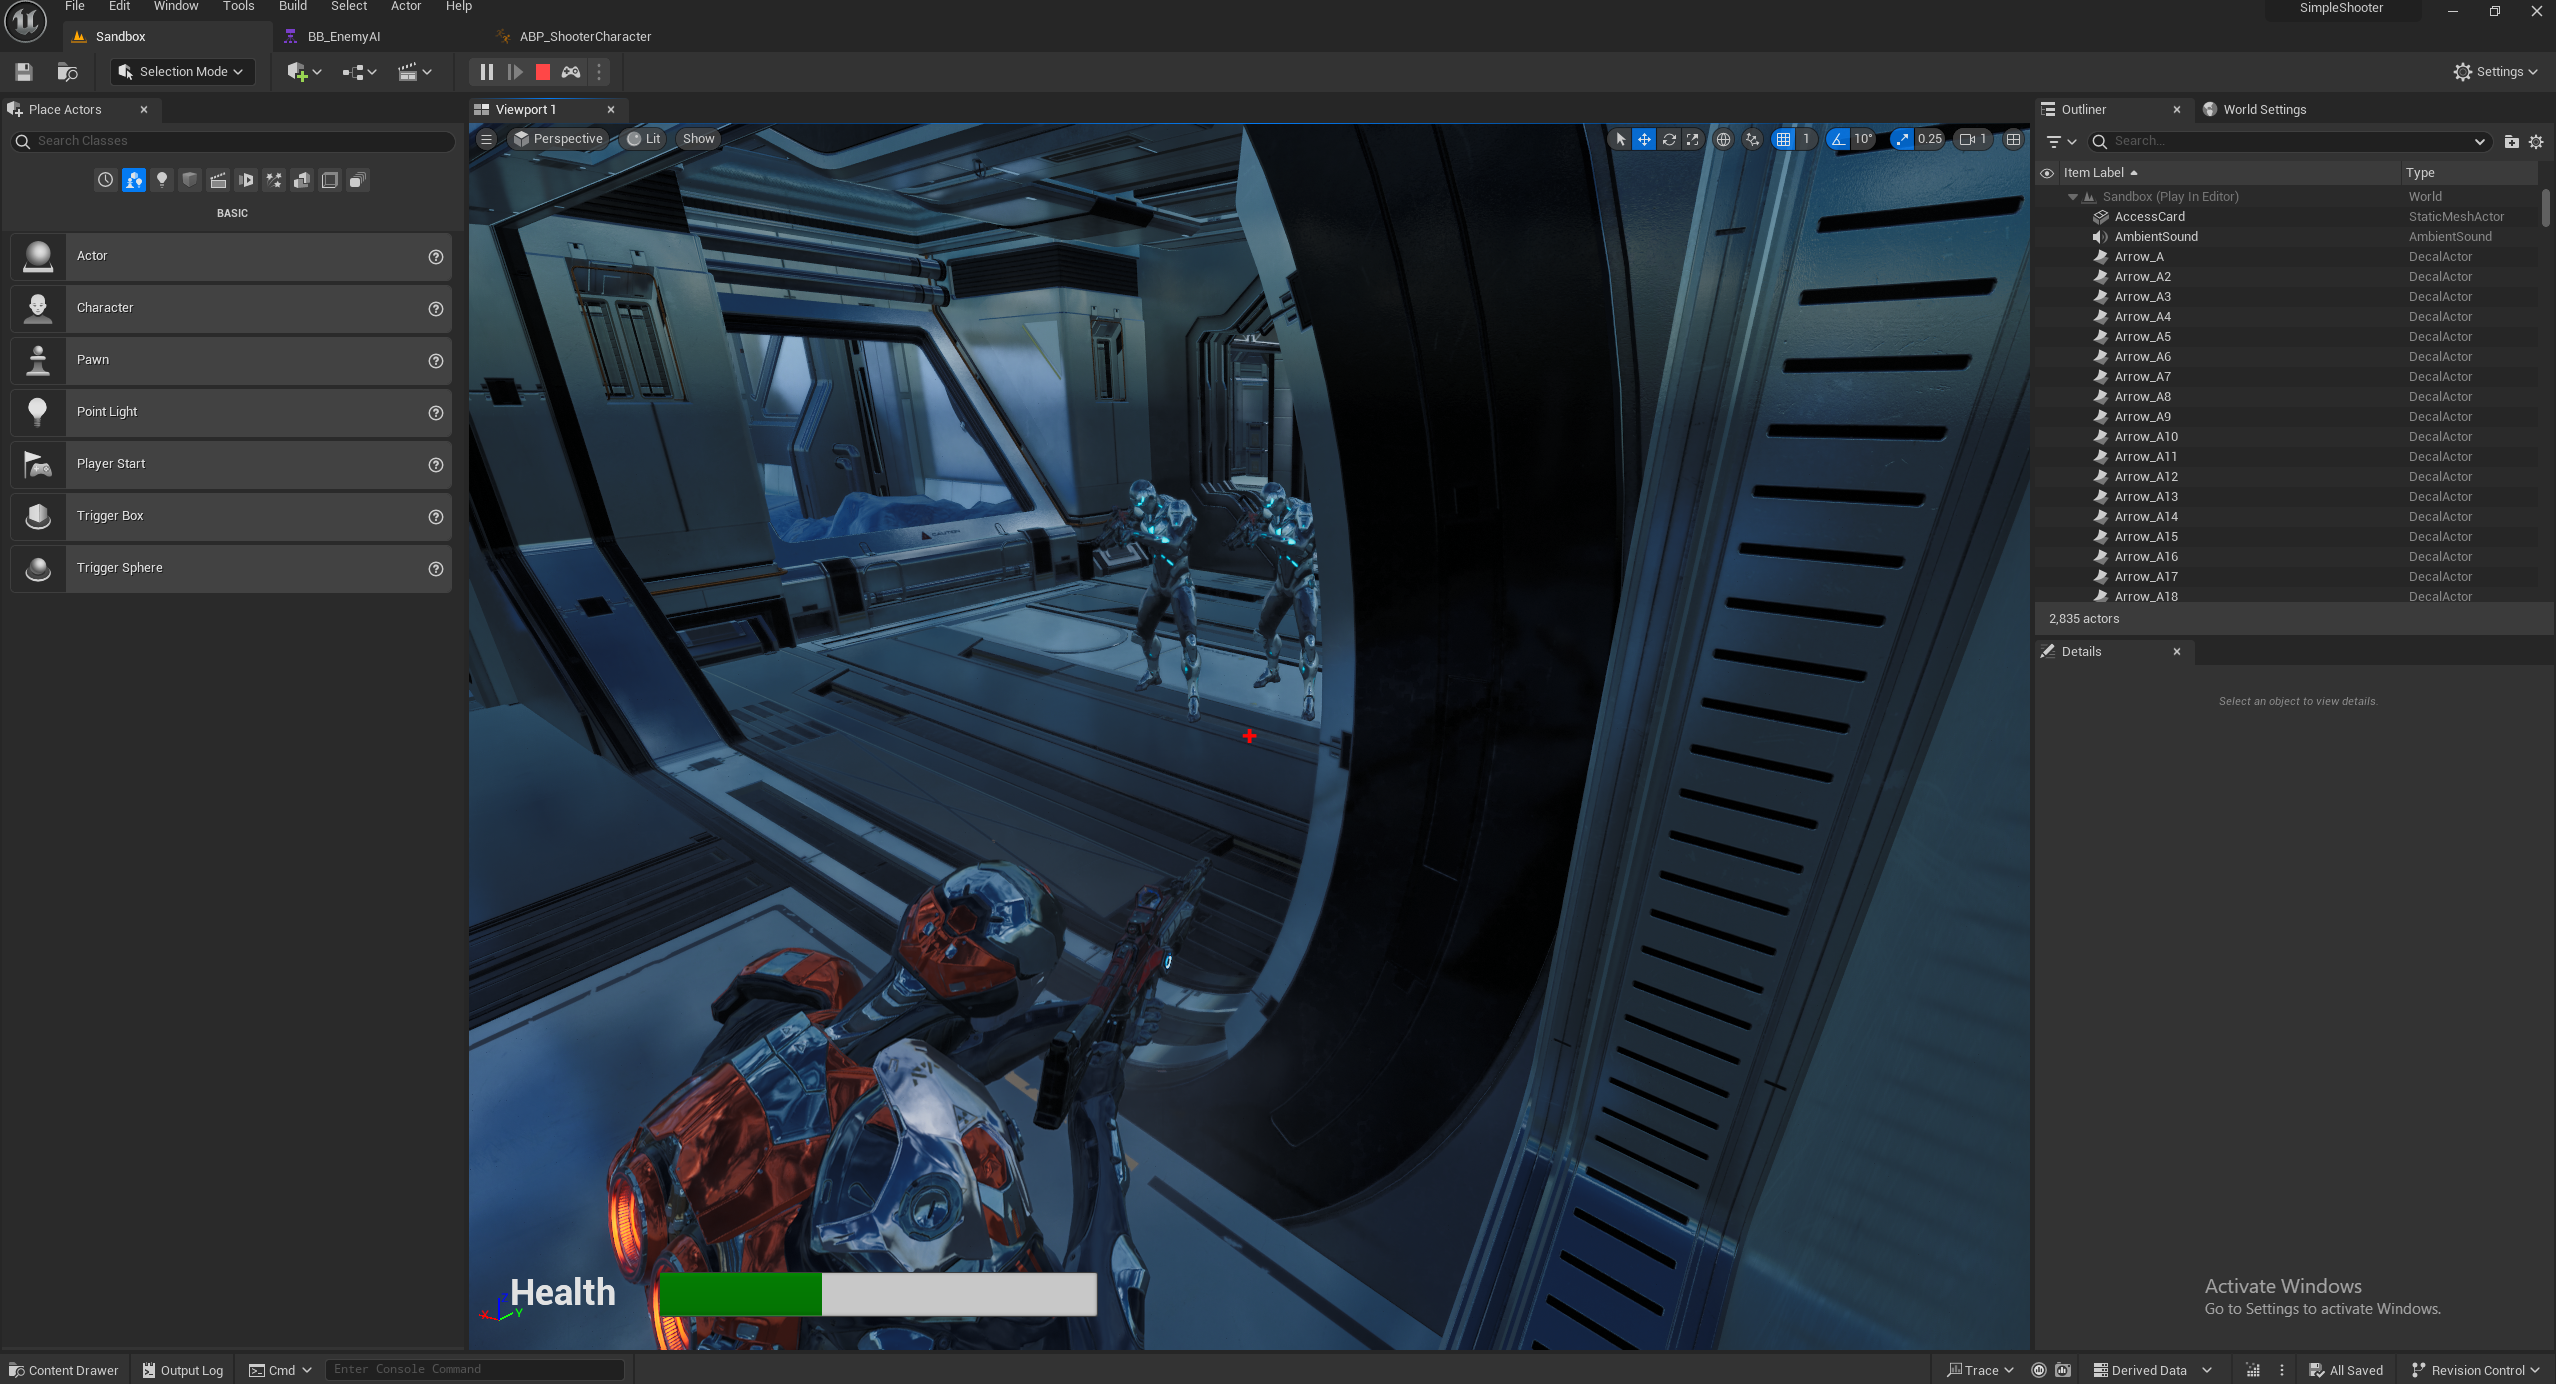 File Edit Window Tools Build Select Actor Help
SimpleShooter
Sandbox
BB_EnemyAI
ABP_ShooterCharacter
Selection Mode
Settings
Place Actors
Viewport 1
Outliner
World Settings
Search Classes
Perspective
Lit
Show
1
10°
0.25
1
Search...
Item Label
Type
BASIC
Sandbox (Play In Editor) World
AccessCard StaticMeshActor
AmbientSound AmbientSound
Arrow_A DecalActor
Arrow_A2 DecalActor
Arrow_A3 DecalActor
Arrow_A4 DecalActor
Arrow_A5 DecalActor
Arrow_A6 DecalActor
Arrow_A7 DecalActor
Arrow_A8 DecalActor
Arrow_A9 DecalActor
Arrow_A10 DecalActor
Arrow_A11 DecalActor
Arrow_A12 DecalActor
Arrow_A13 DecalActor
Arrow_A14 DecalActor
Arrow_A15 DecalActor
Arrow_A16 DecalActor
Arrow_A17 DecalActor
Arrow_A18 DecalActor
2,835 actors
Actor
Character
Pawn
Point Light
Player Start
Trigger Box
Trigger Sphere
Details
Select an object to view details.
Health
X
Y
Activate Windows
Go to Settings to activate Windows.
Content Drawer
Output Log
Cmd
Enter Console Command
Trace
Derived Data
All Saved
Revision Control